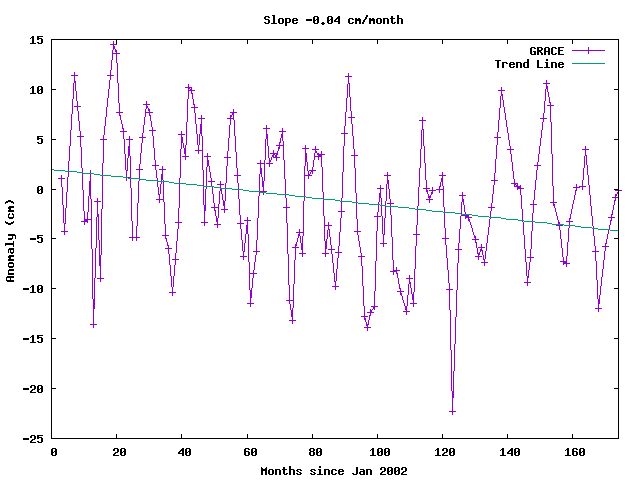 Slope -0.04 cm/month
15
10
5
0
-5
-10
-15
-20
-25
Anomaly (cm)
GRACE
Trend Line
0 20 40 60 80 100 120 140 160
Months since Jan 2002